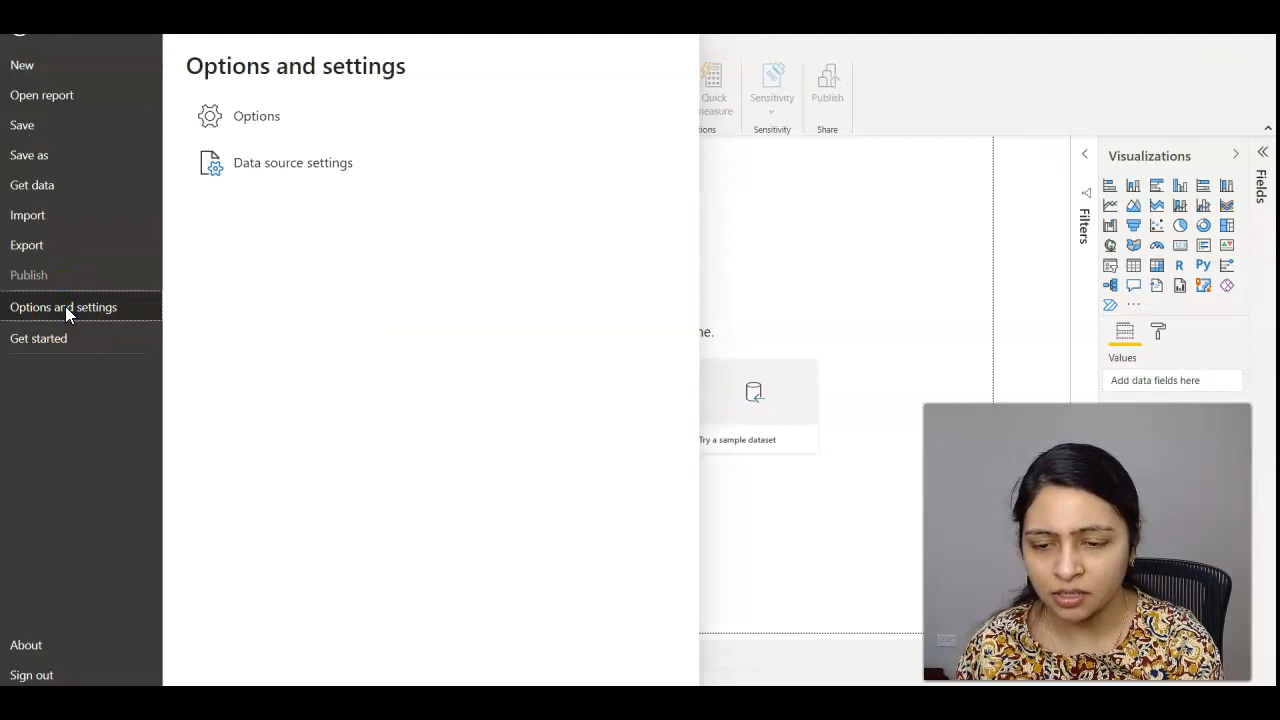 New
Open report
Save
Save as
Get data
Import
Export
Publish
Options and settings
Get started
About
Sign out
Options and settings
Options
Data source settings
Quick
measure
Sensitivity
Publish
Sensitivity
Share
Visualizations
Filters
Fields
R
Py
Values
Add data fields here
Try a sample dataset